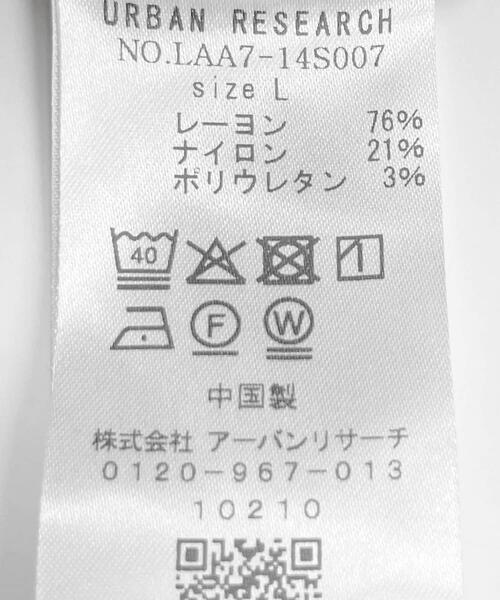 URBAN RESEARCH
NO.LAA7-14S007
size L
レーヨン 76%
ナイロン 21%
ポリウレタン 3%
40
F W
中国製
株式会社 アーバンリサーチ
0120-967-013
10210